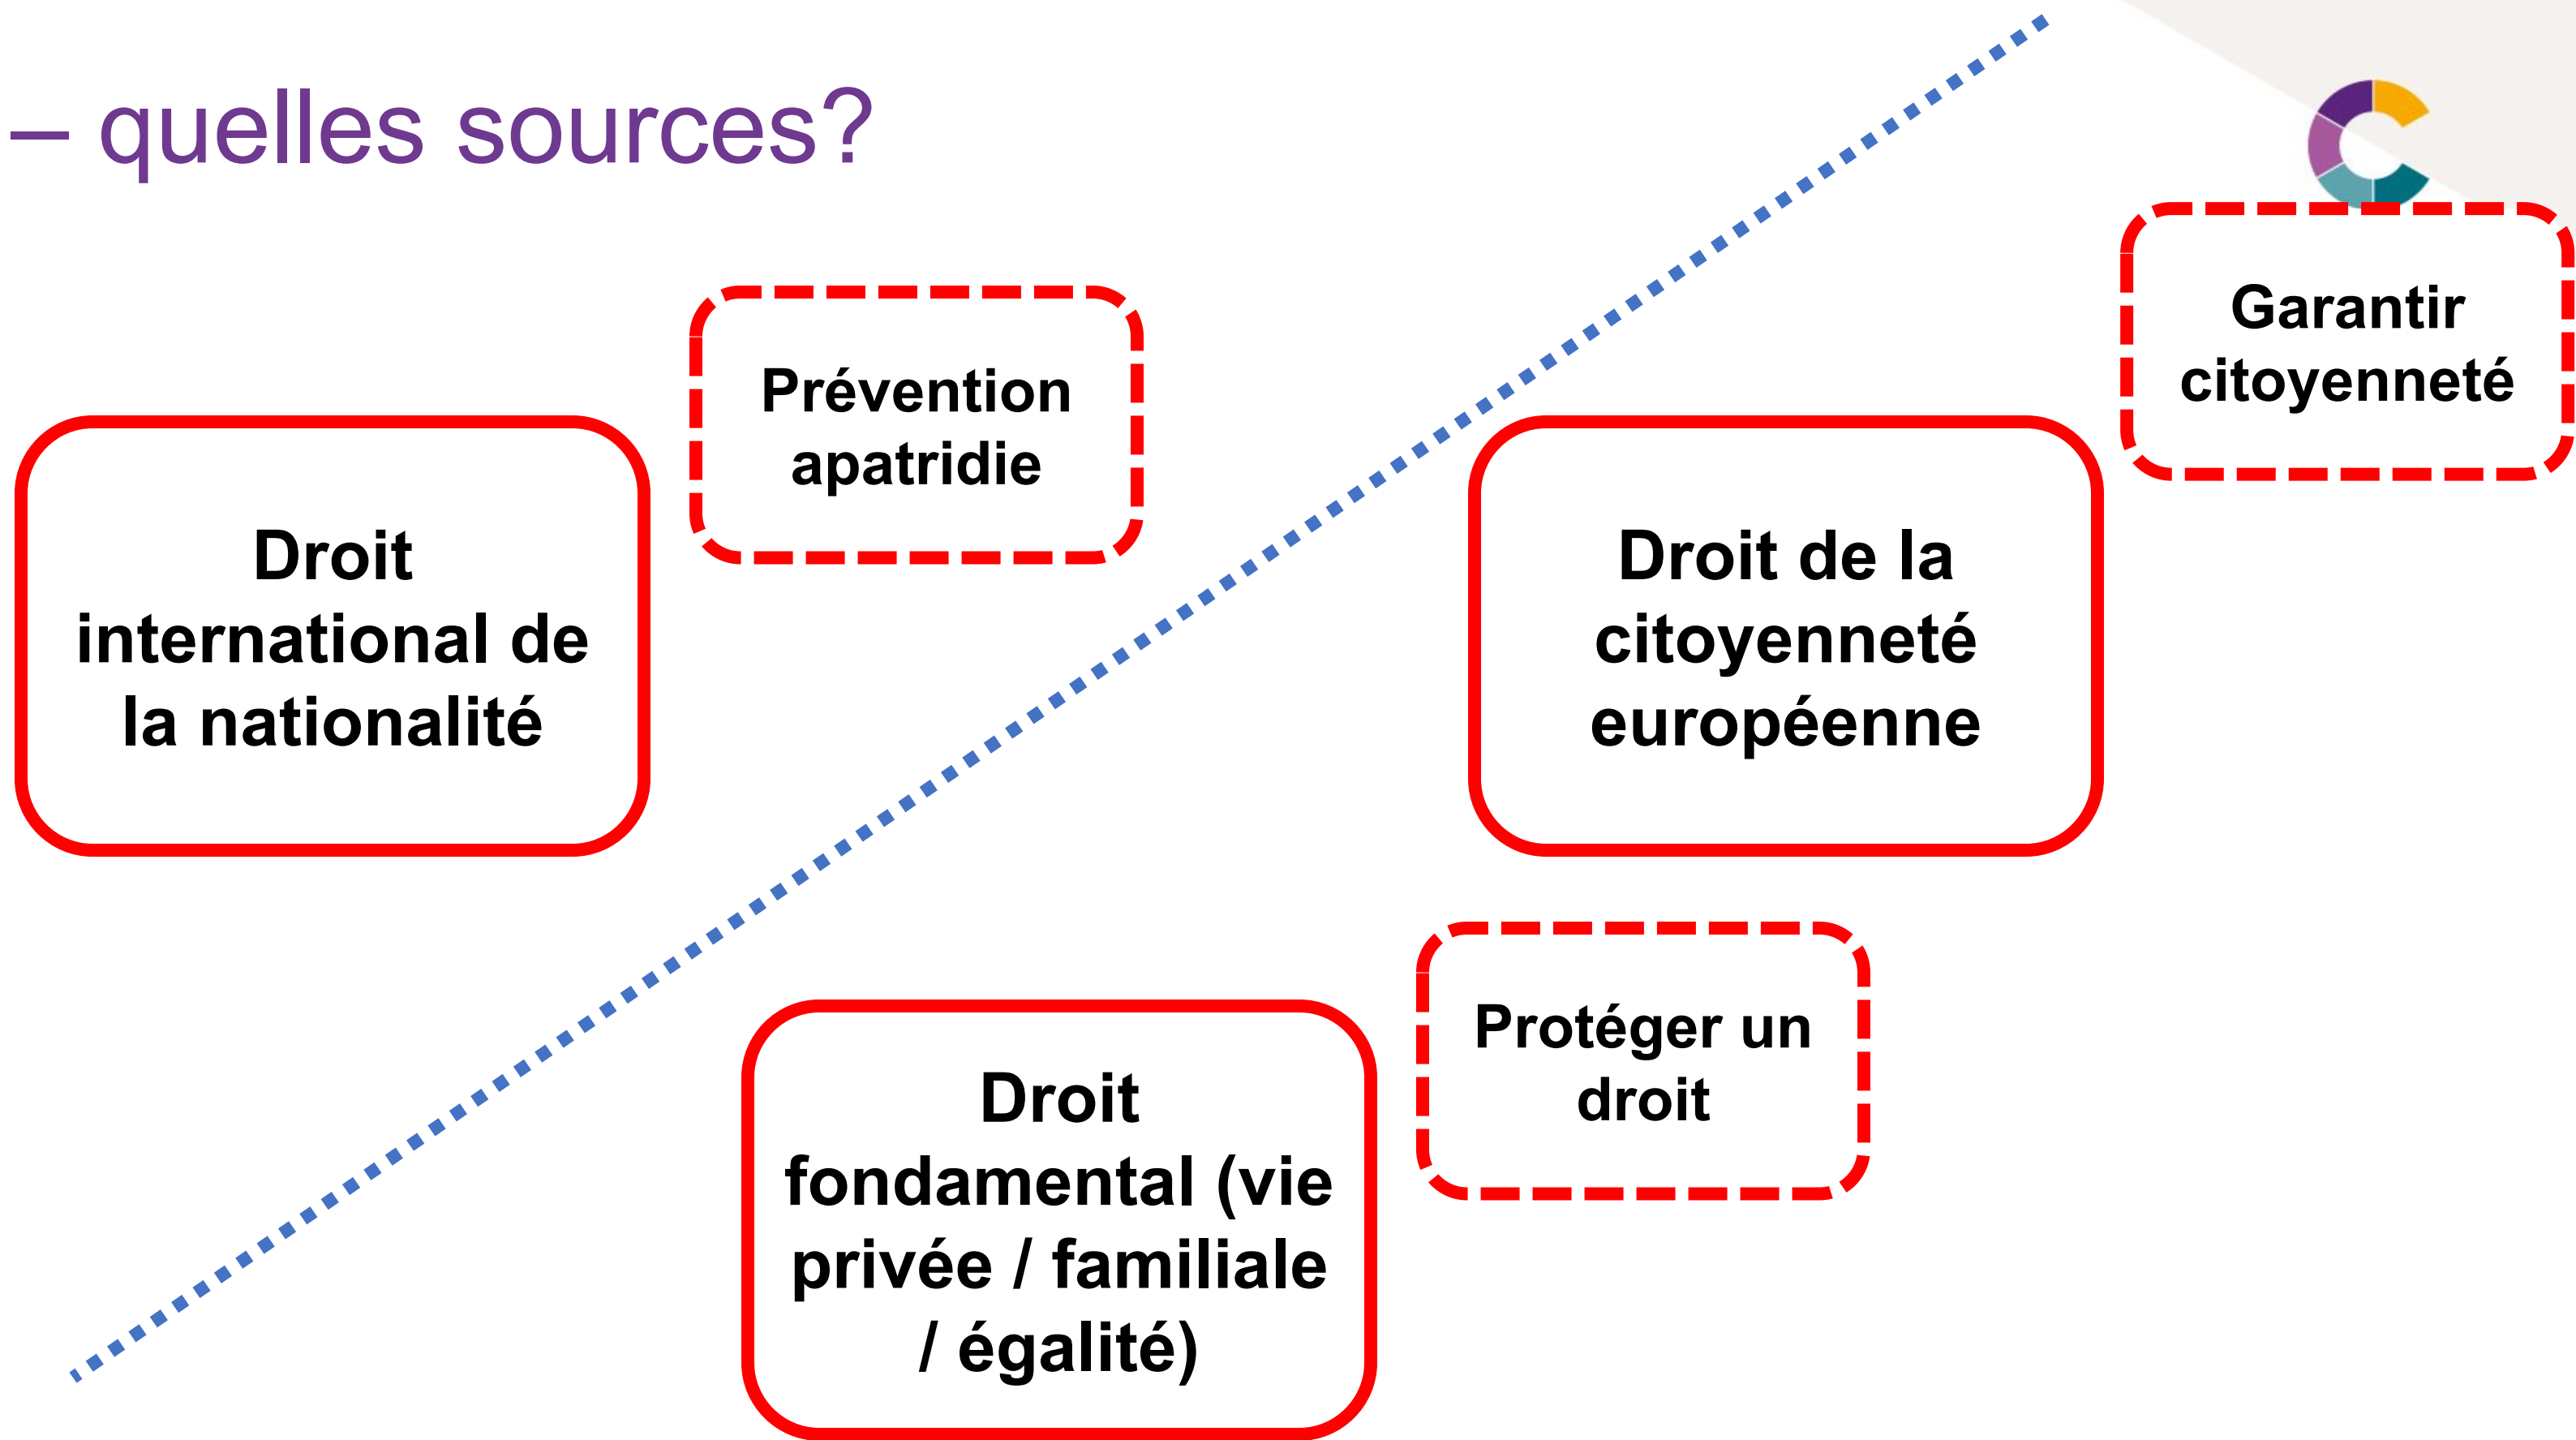 – quelles sources?
Prévention
apatridie
Droit
international de
la nationalité
Garantir
citoyenneté
Droit de la
citoyenneté
européenne
Droit
fondamental (vie
privée / familiale
/ égalité)
Protéger un
droit